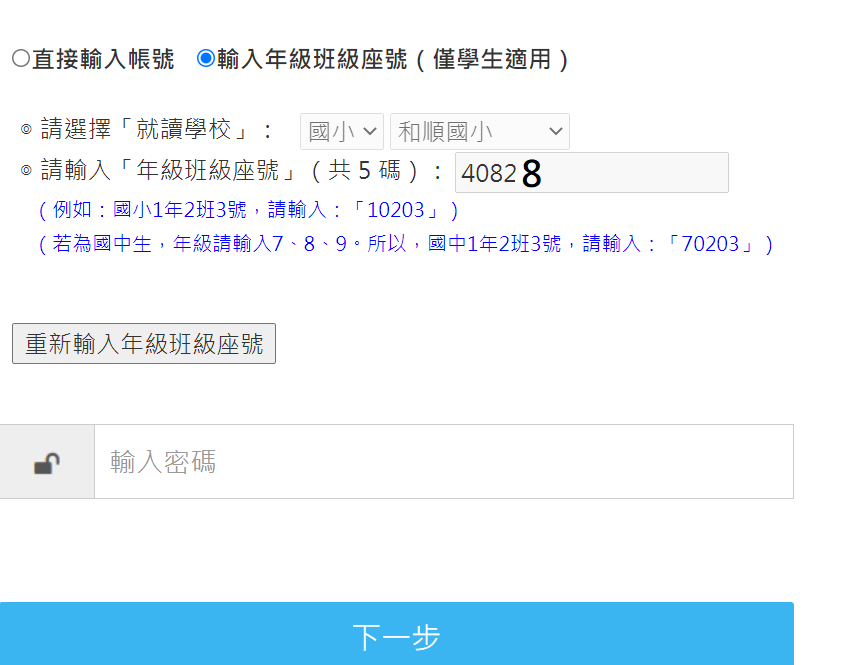 直接輸入帳號 輸入年級班級座號（僅學生適用）
◎請選擇「就讀學校」： 國小 和順國小
◎請輸入「年級班級座號」（共 5 碼）： 40828
（例如：國小1年2班3號，請輸入：「10203」）
（若為國中生，年級請輸入7、8、9。所以，國中1年2班3號，請輸入：「70203」）
重新輸入年級班級座號
輸入密碼
下一步